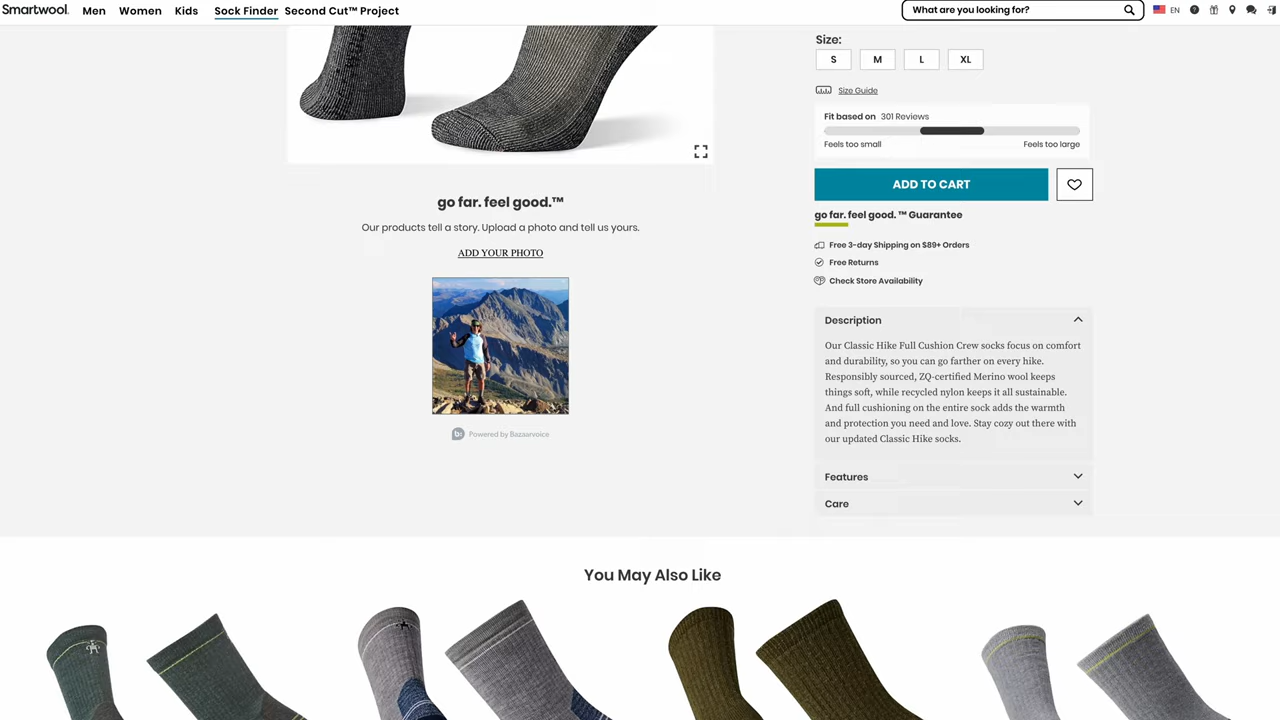 Smartwool. Men Women Kids Sock Finder Second Cut™ Project What are you looking for? EN
Size:
S M L XL
Size Guide
Fit based on 301 Reviews
Feels too small Feels too large
ADD TO CART
go far. feel good. ™ Guarantee
Free 3-day Shipping on $89+ Orders
Free Returns
Check Store Availability
go far. feel good.™
Our products tell a story. Upload a photo and tell us yours.
ADD YOUR PHOTO
b:
Powered by Bazaarvoice
Description
Our Classic Hike Full Cushion Crew socks focus on comfort
and durability, so you can go farther on every hike.
Responsibly sourced, ZQ-certified Merino wool keeps
things soft, while recycled nylon keeps it all sustainable.
And full cushioning on the entire sock adds the warmth
and protection you need and love. Stay cozy out there with
our updated Classic Hike socks.
Features
Care
You May Also Like